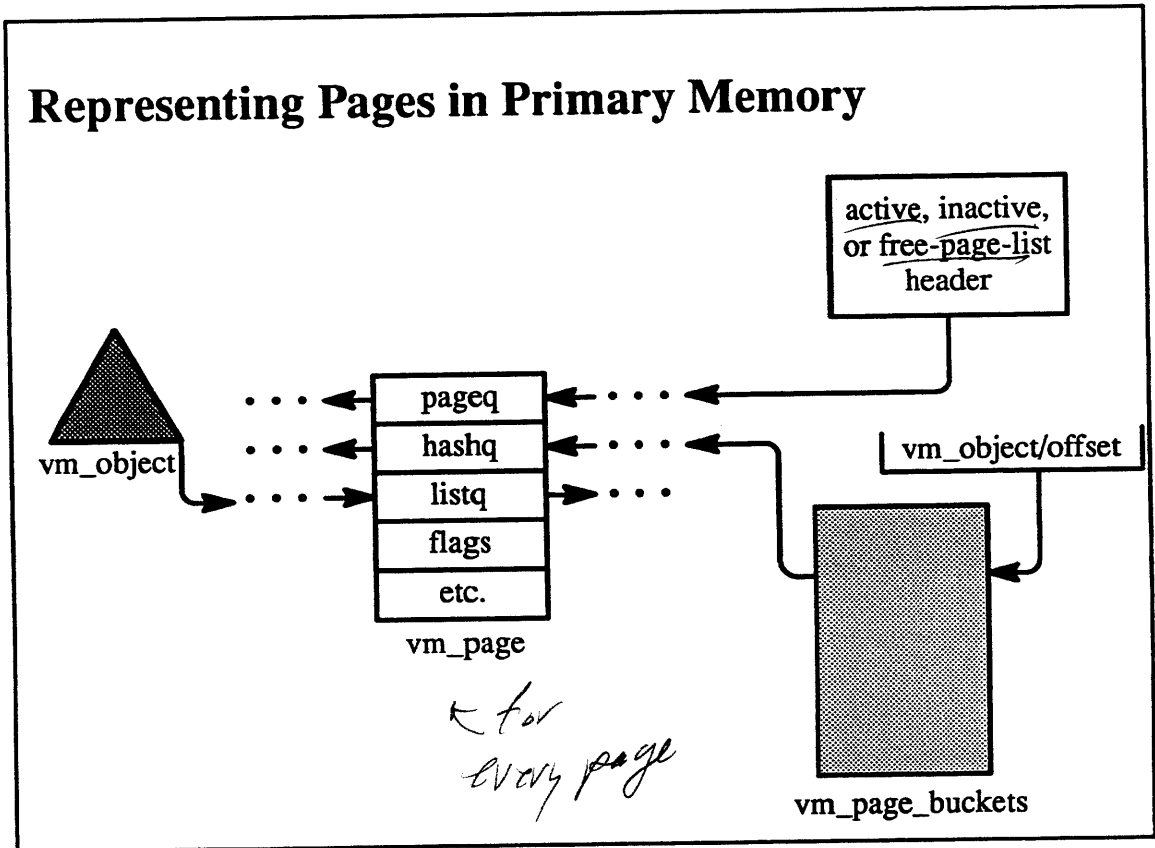 Representing Pages in Primary Memory
active, inactive,
or free-page-list
header
pageq
hashq
listq
flags
etc.
vm_page
vm_object
vm_object/offset
vm_page_buckets
for
every page